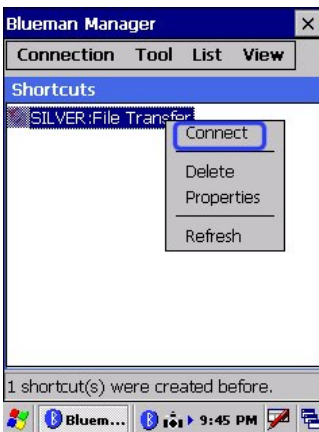 Blueman Manager
Connection Tool List View
Shortcuts
SILVER:File Transfer
Connect
Delete
Properties
Refresh
1 shortcut(s) were created before.
Bluem... 9:45 PM